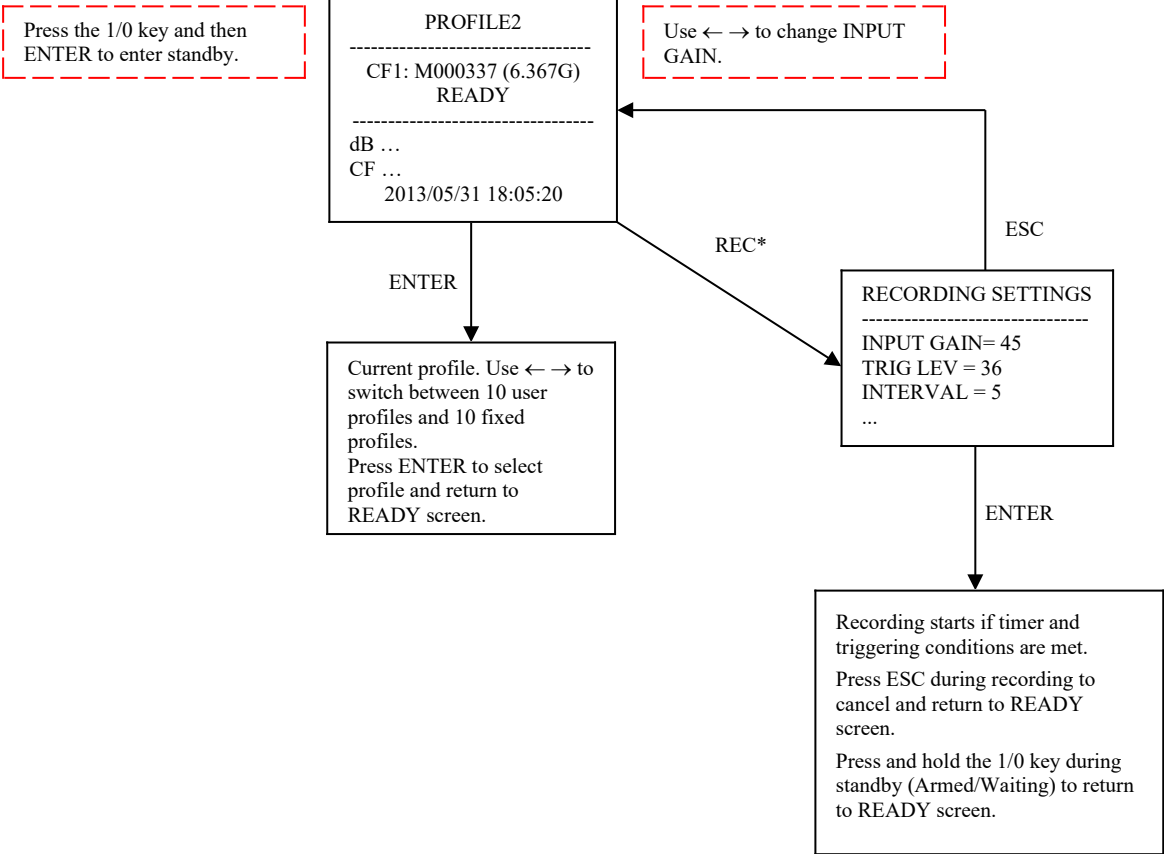 Press the 1/0 key and then
ENTER to enter standby.
PROFILE2
----------------------------------
CF1: M000337 (6.367G)
READY
----------------------------------
dB …
CF …
2013/05/31 18:05:20
Use ← → to change INPUT
GAIN.
ENTER
REC*
ESC
Current profile. Use ← → to
switch between 10 user
profiles and 10 fixed
profiles.
Press ENTER to select
profile and return to
READY screen.
RECORDING SETTINGS
--------------------------------
INPUT GAIN= 45
TRIG LEV = 36
INTERVAL = 5
...
ENTER
Recording starts if timer and
triggering conditions are met.
Press ESC during recording to
cancel and return to READY
screen.
Press and hold the 1/0 key during
standby (Armed/Waiting) to return
to READY screen.